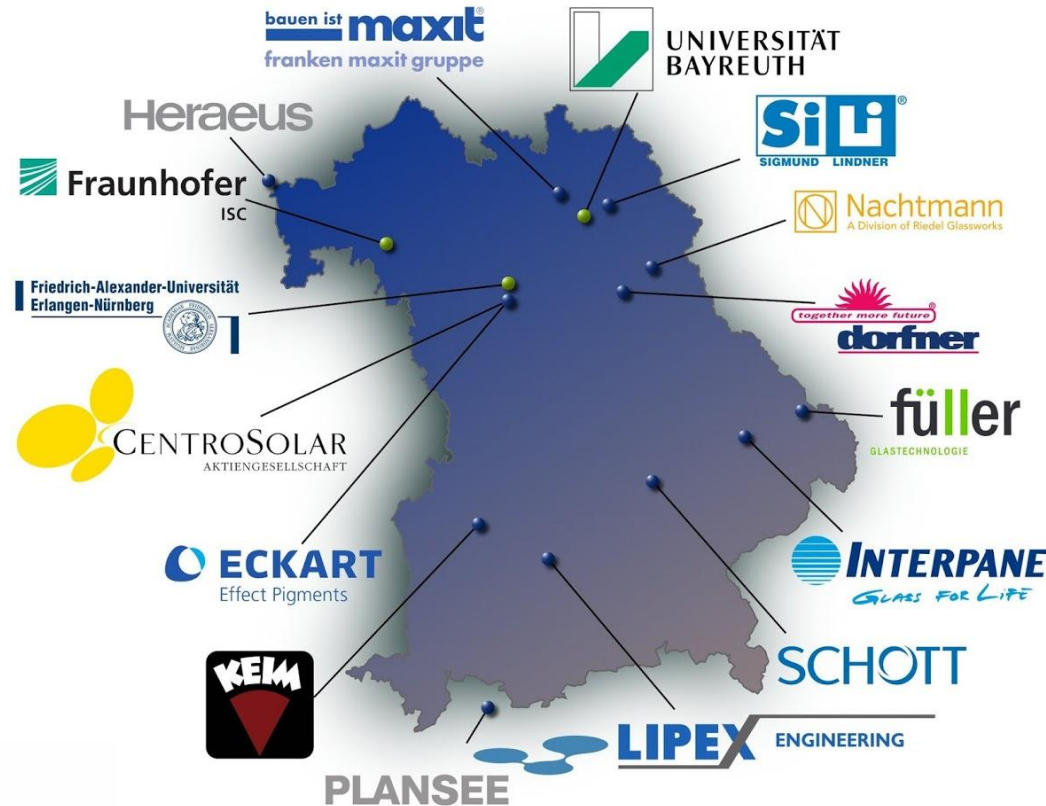 bauen ist maxit®
franken maxit gruppe
UNIVERSITÄT
BAYREUTH
Heraeus
SiLi®
SIGMUND LINDNER
Fraunhofer
ISC
Nachtmann
A Division of Riedel Glassworks
Friedrich-Alexander-Universität
Erlangen-Nürnberg
together more future®
dorfner
CENTROSOLAR
AKTIENGESELLSCHAFT
füller
GLASTECHNOLOGIE
ECKART
Effect Pigments
INTERPANE
GLASS FOR LIFE
KEIM
SCHOTT
LIPEX ENGINEERING
PLANSEE